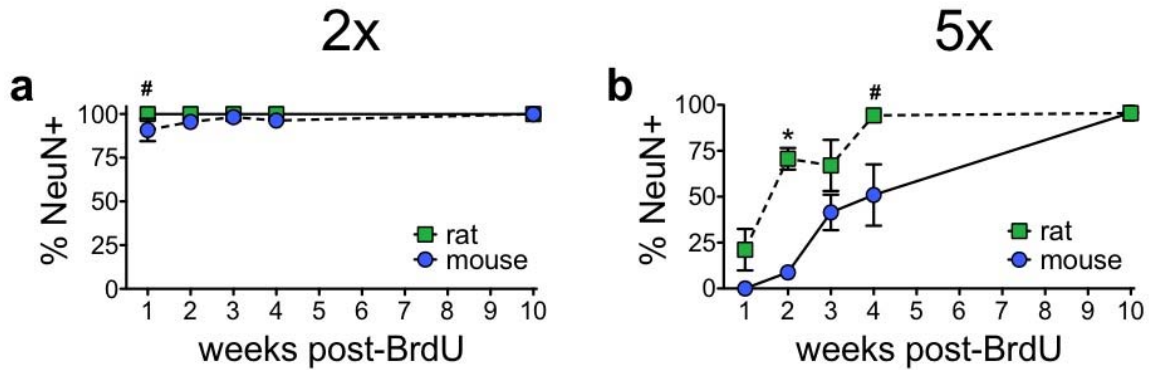 2x
5x
a
b
#
100
75
50
25
0
% NeuN+
rat
mouse
1 2 3 4 5 6 7 8 9 10
weeks post-BrdU
#
*
100
75
50
25
0
% NeuN+
rat
mouse
1 2 3 4 5 6 7 8 9 10
weeks post-BrdU